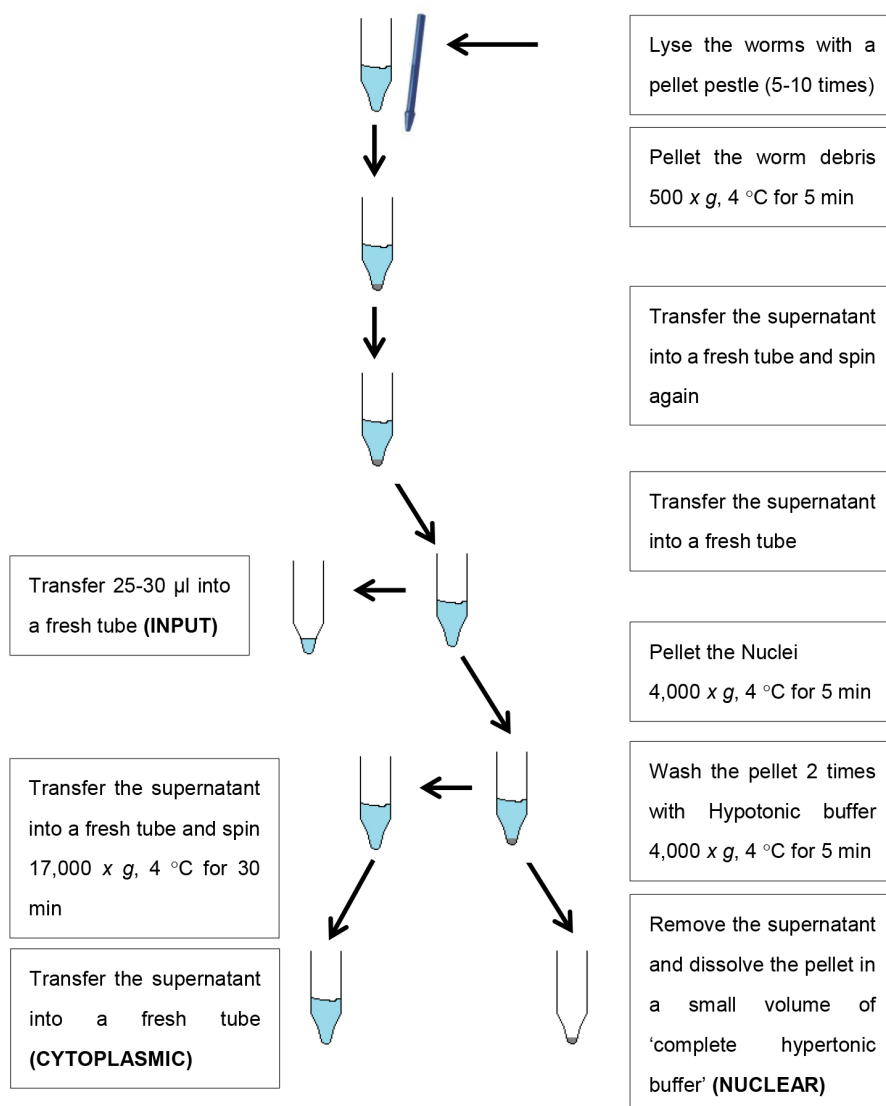 Lyse the worms with a
pellet pestle (5-10 times)
Pellet the worm debris
500 x g, 4 °C for 5 min
Transfer the supernatant
into a fresh tube and spin
again
Transfer the supernatant
into a fresh tube
Transfer 25-30 µl into
a fresh tube (INPUT)
Pellet the Nuclei
4,000 x g, 4 °C for 5 min
Wash the pellet 2 times
with Hypotonic buffer
4,000 x g, 4 °C for 5 min
Transfer the supernatant
into a fresh tube and spin
17,000 x g, 4 °C for 30
min
Remove the supernatant
and dissolve the pellet in
a small volume of
‘complete hypertonic
buffer’ (NUCLEAR)
Transfer the supernatant
into a fresh tube
(CYTOPLASMIC)